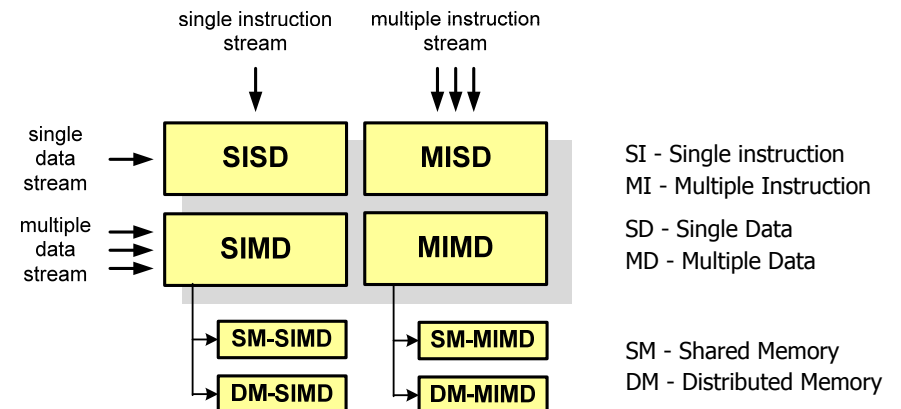 single instruction
stream
multiple instruction
stream
single
data
stream
SISD
MISD
SI - Single instruction
MI - Multiple Instruction
multiple
data
stream
SIMD
MIMD
SD - Single Data
MD - Multiple Data
SM-SIMD
SM-MIMD
SM - Shared Memory
DM-SIMD
DM-MIMD
DM - Distributed Memory